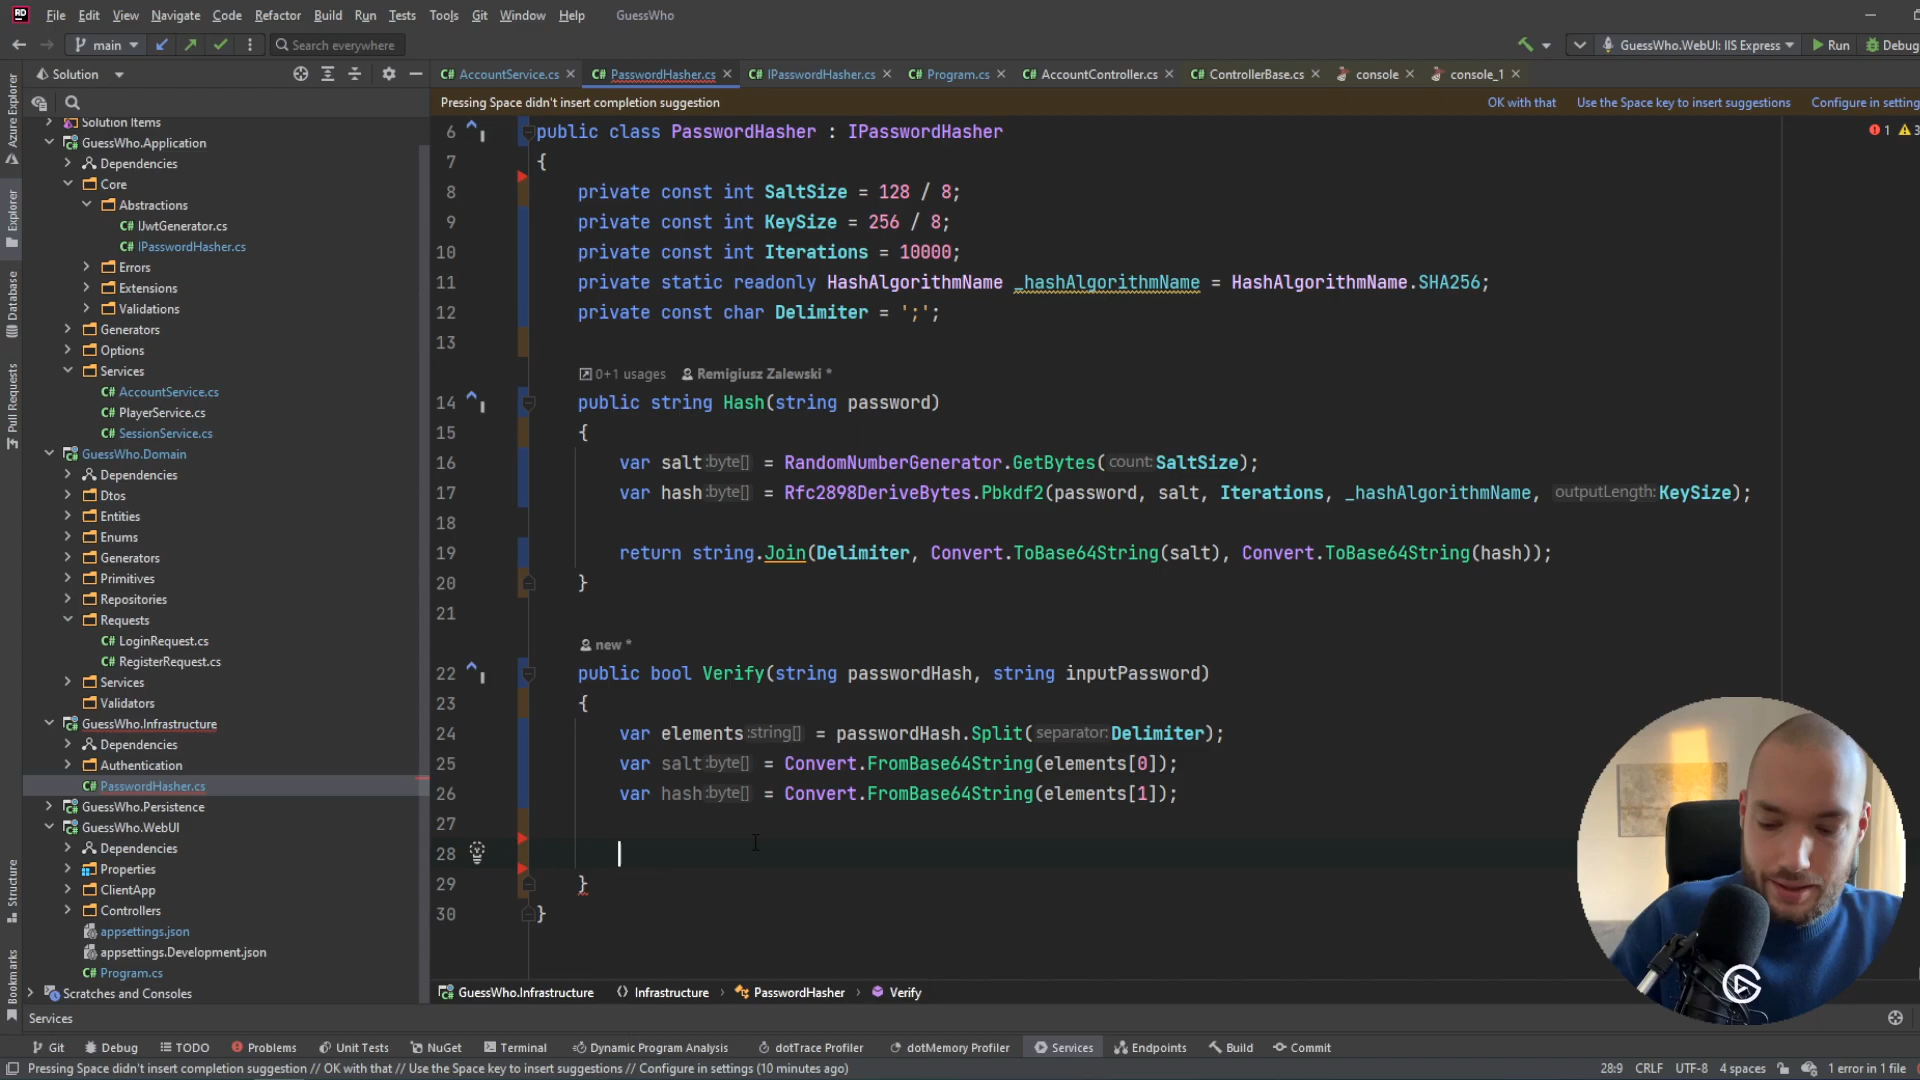 RD File Edit View Navigate Code Refactor Build Run Tests Tools Git Window Help GuessWho
main Search everywhere GuessWho.WebUI: IIS Express Run Debug
Solution
C# AccountService.cs C# PasswordHasher.cs C# IPasswordHasher.cs C# Program.cs C# AccountController.cs C# ControllerBase.cs console console_1
Pressing Space didn't insert completion suggestion OK with that Use the Space key to insert suggestions Configure in setting
Azure Explorer
Explorer
Database
Pull Requests
Structure
Bookmarks
Solution Items
GuessWho.Application
Dependencies
Core
Abstractions
C# IJwtGenerator.cs
C# IPasswordHasher.cs
Errors
Extensions
Validations
Generators
Options
Services
C# AccountService.cs
C# PlayerService.cs
C# SessionService.cs
GuessWho.Domain
Dependencies
Dtos
Entities
Enums
Generators
Primitives
Repositories
Requests
C# LoginRequest.cs
C# RegisterRequest.cs
Services
Validators
GuessWho.Infrastructure
Dependencies
Authentication
C# PasswordHasher.cs
GuessWho.Persistence
GuessWho.WebUI
Dependencies
Properties
ClientApp
Controllers
appsettings.json
appsettings.Development.json
C# Program.cs
Scratches and Consoles
1 3
6 public class PasswordHasher : IPasswordHasher
7 {
8 private const int SaltSize = 128 / 8;
9 private const int KeySize = 256 / 8;
10 private const int Iterations = 10000;
11 private static readonly HashAlgorithmName _hashAlgorithmName = HashAlgorithmName.SHA256;
12 private const char Delimiter = ';';
13
0+1 usages Remigiusz Zalewski *
14 public string Hash(string password)
15 {
16 var salt :byte[] = RandomNumberGenerator.GetBytes( count: SaltSize);
17 var hash :byte[] = Rfc2898DeriveBytes.Pbkdf2(password, salt, Iterations, _hashAlgorithmName, outputLength: KeySize);
18
19 return string.Join(Delimiter, Convert.ToBase64String(salt), Convert.ToBase64String(hash));
20 }
21
new *
22 public bool Verify(string passwordHash, string inputPassword)
23 {
24 var elements :string[] = passwordHash.Split( separator: Delimiter);
25 var salt :byte[] = Convert.FromBase64String(elements[0]);
26 var hash :byte[] = Convert.FromBase64String(elements[1]);
27
28
29 }
30 }
GuessWho.Infrastructure Infrastructure PasswordHasher Verify
Services
Git Debug TODO Problems Unit Tests NuGet Terminal Dynamic Program Analysis dotTrace Profiler dotMemory Profiler Services Endpoints Build Commit
Pressing Space didn't insert completion suggestion // OK with that // Use the Space key to insert suggestions // Configure in settings (10 minutes ago) 28:9 CRLF UTF-8 4 spaces 1 error in 1 file